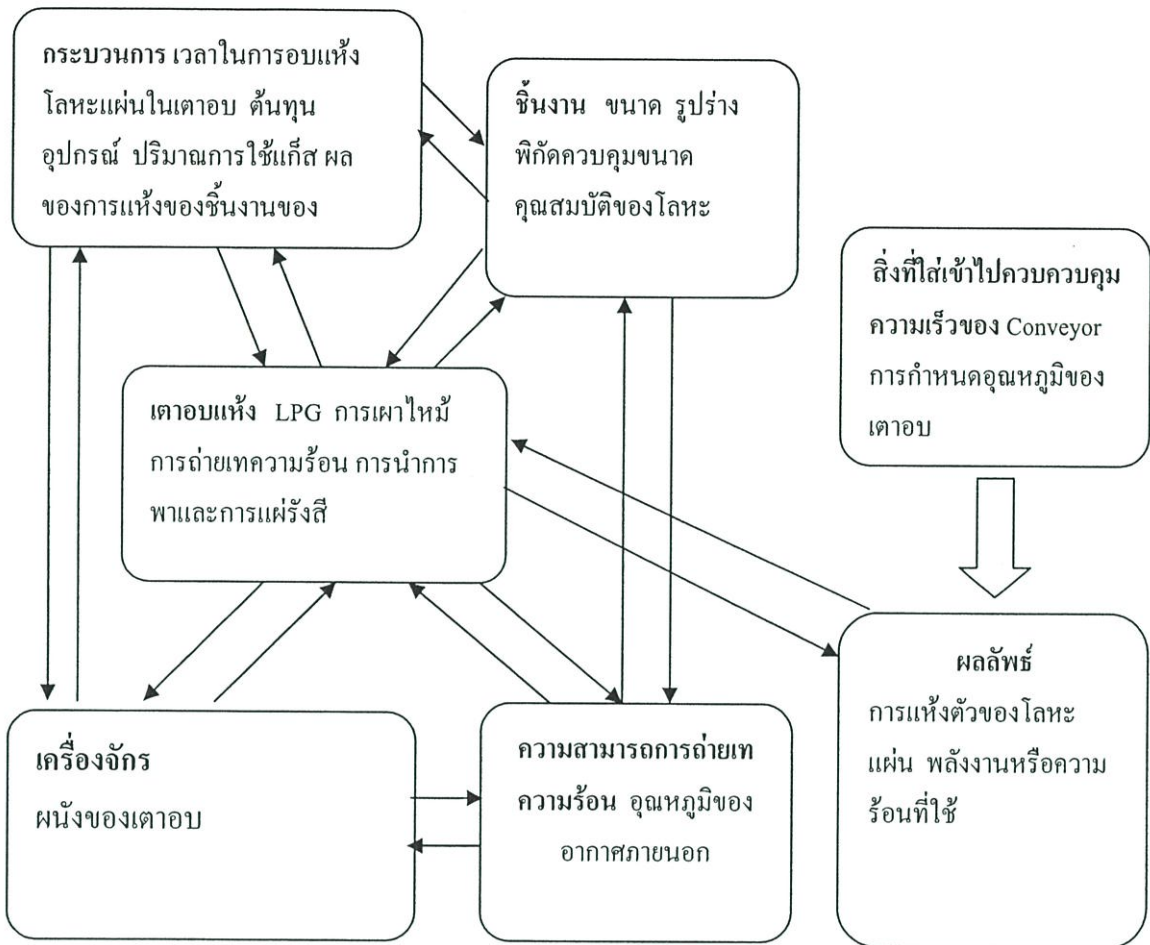 กระบวนการ เวลาในการอบแห้ง
โลหะแผ่นในเตาอบ ต้นทุน
อุปกรณ์ ปริมาณการใช้แก็ส ผล
ของการแห้งของชิ้นงานของ
ชิ้นงาน ขนาด รูปร่าง
พิกัดควบคุมขนาด
คุณสมบัติของโลหะ
สิ่งที่ใส่เข้าไปควบควบคุม
ความเร็วของ Conveyor
การกำหนดอุณหภูมิของ
เตาอบ
เตาอบแห้ง LPG การเผาไหม้
การถ่ายเทความร้อน การนำการ
พาและการแผ่รังสี
เครื่องจักร
ผนังของเตาอบ
ความสามารถการถ่ายเท
ความร้อน อุณหภูมิของ
อากาศภายนอก
ผลลัพธ์
การแห้งตัวของโลหะ
แผ่น พลังงานหรือความ
ร้อนที่ใช้